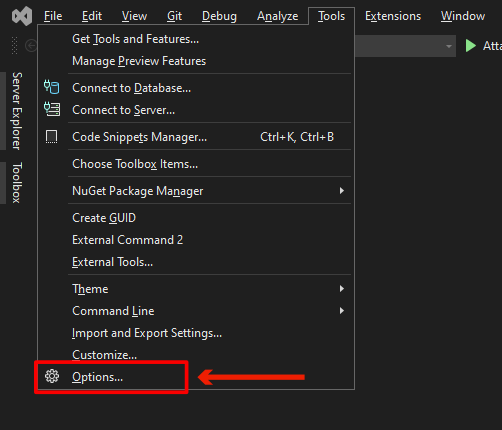 File Edit View Git Debug Analyze Tools Extensions Window
Get Tools and Features...
Manage Preview Features
Atta
Connect to Database...
Connect to Server...
Code Snippets Manager... Ctrl+K, Ctrl+B
Choose Toolbox Items...
NuGet Package Manager
Create GUID
External Command 2
External Tools...
Theme
Command Line
Import and Export Settings...
Customize...
Options...
Server Explorer
Toolbox